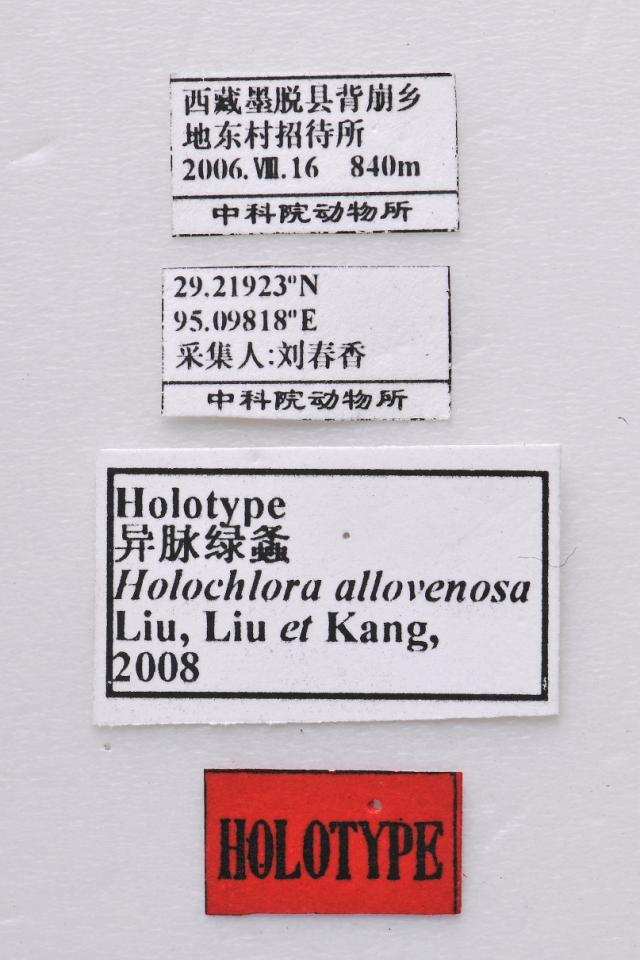 西藏墨脱县背崩乡
地东村招待所
2006.Ⅷ.16 840m
中科院动物所
29.21923"N
95.09818"E
采集人:刘春香
中科院动物所
Holotype
异脉绿螽
Holochlora allovenosa
Liu, Liu et Kang,
2008
HOLOTYPE